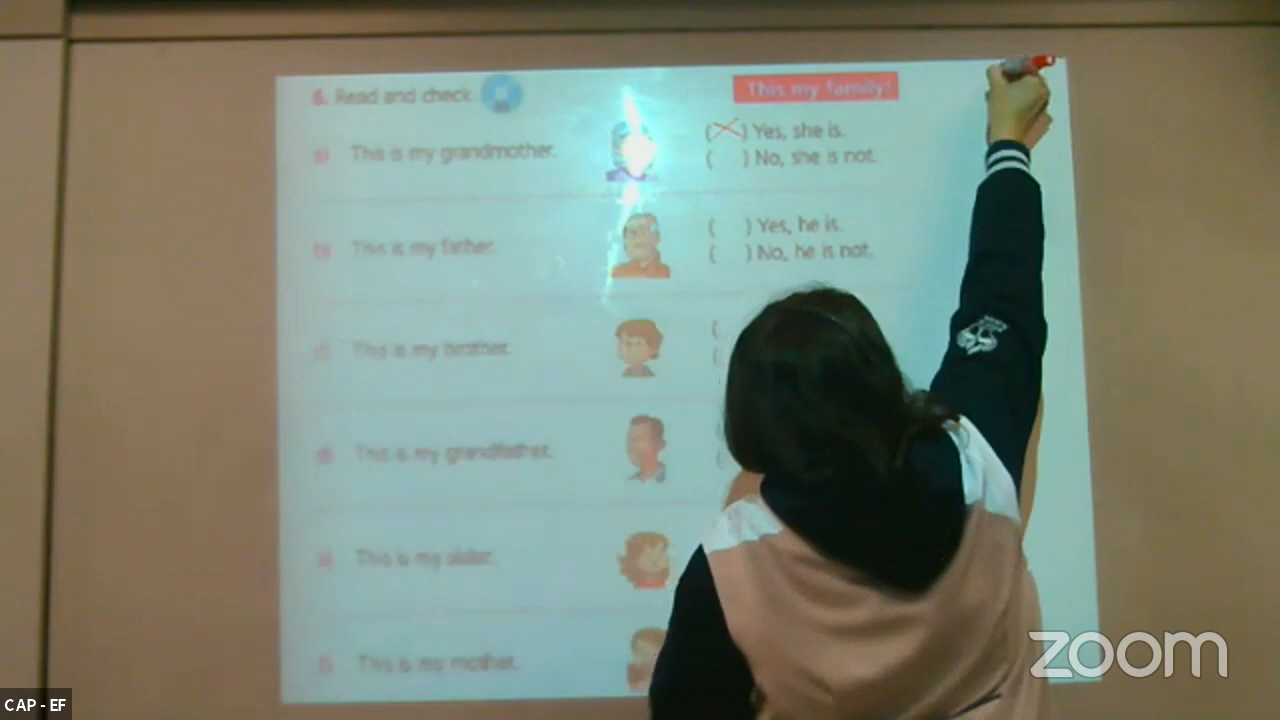 6. Read and check
This my family!
a) This is my grandmother.
( ) Yes, she is.
( ) No, she is not.
b) This is my father.
( ) Yes, he is.
( ) No, he is not.
c) This is my brother.
d) This is my grandfather.
e) This is my sister.
f) This is my mother.
zoom
CAP - EF